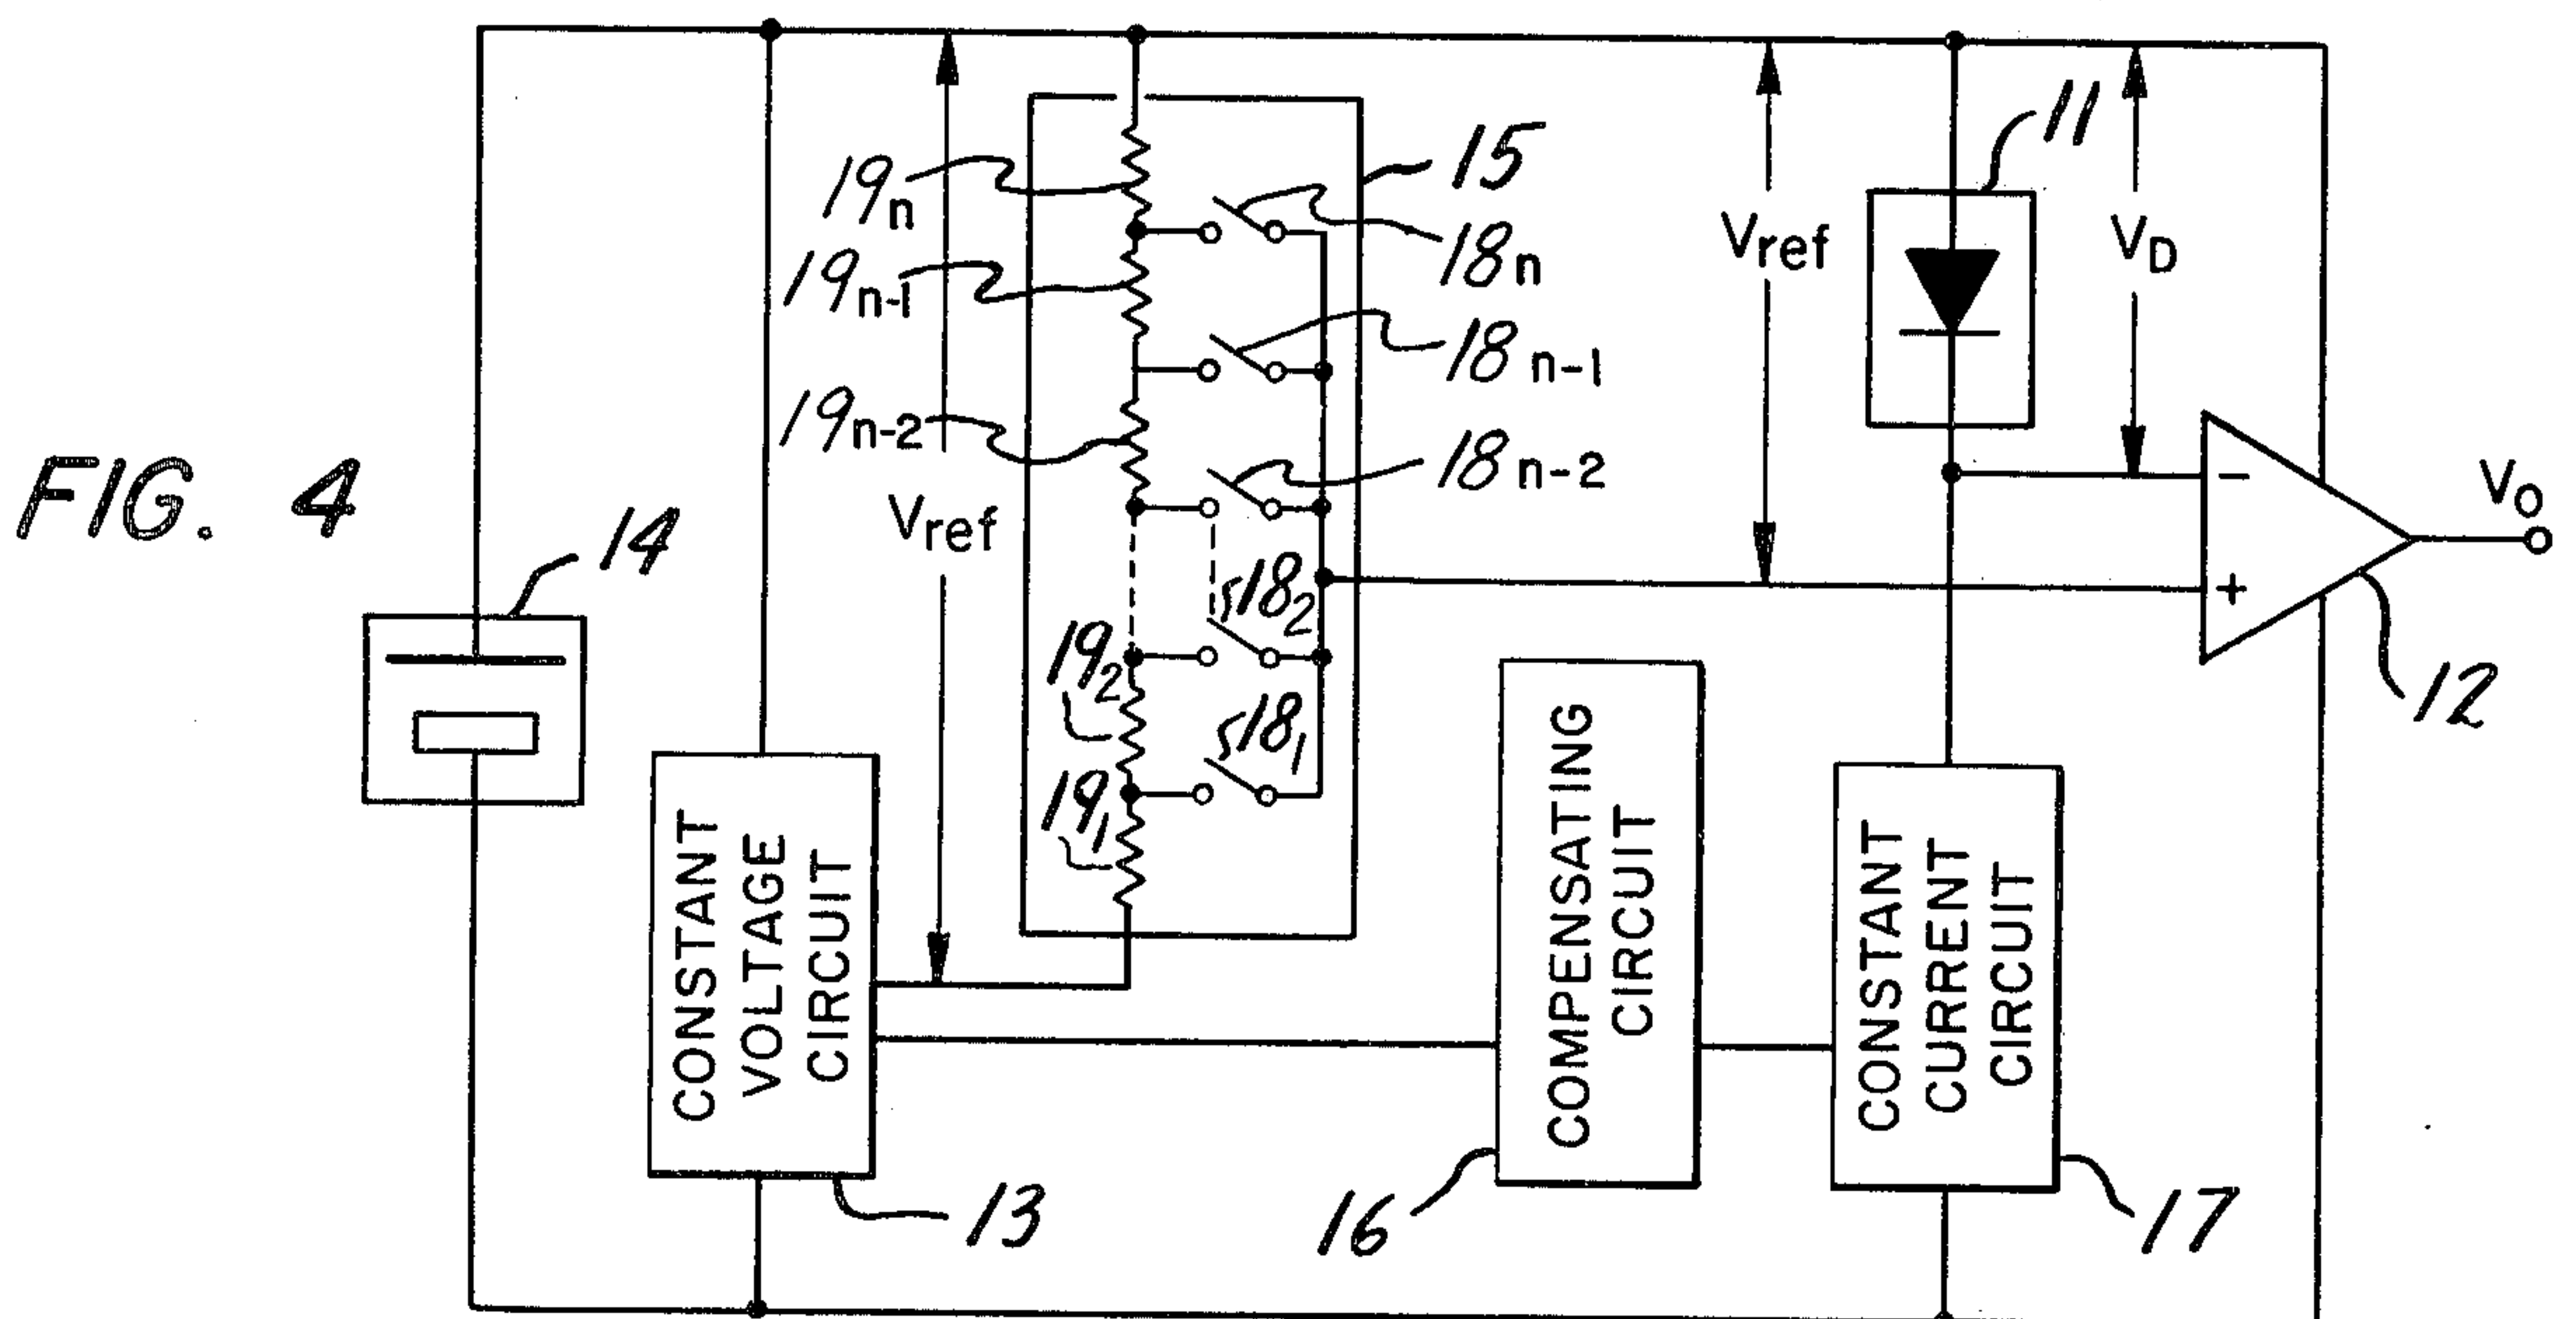 FIG. 4
14
19n
19n-1
19n-2
Vref
15
18n
18n-1
18n-2
182
181
192
191
Vref
11
VD
-
+
VO
12
CONSTANT
VOLTAGE
CIRCUIT
13
COMPENSATING
CIRCUIT
16
CONSTANT
CURRENT
CIRCUIT
17